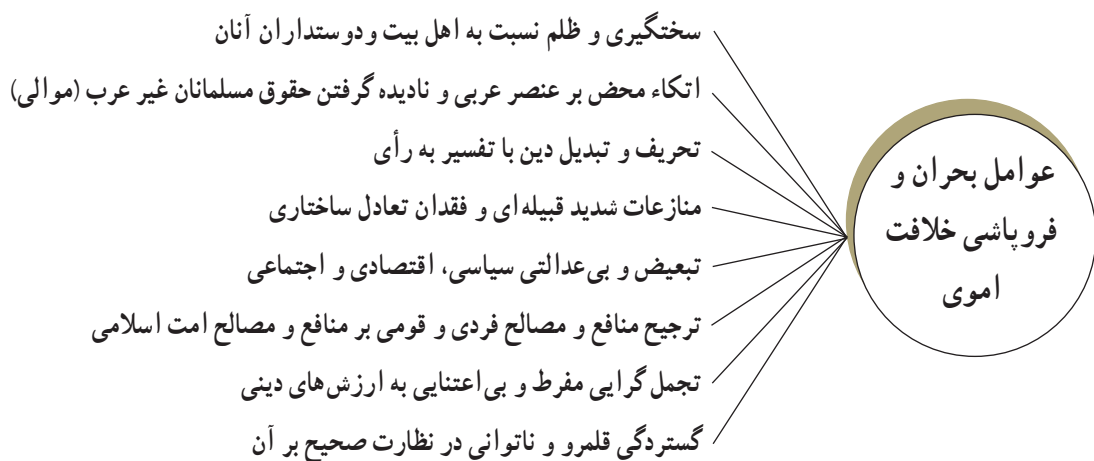 عوامل بحران و
فروپاشی خلافت
اموی
سختگیری و ظلم نسبت به اهل بیت ودوستداران آنان
اتکاء محض بر عنصر عربی و نادیده گرفتن حقوق مسلمانان غیر عرب (موالی)
تحریف و تبدیل دین با تفسیر به رأی
منازعات شدید قبیله‌ای و فقدان تعادل ساختاری
تبعیض و بی‌عدالتی سیاسی، اقتصادی و اجتماعی
ترجیح منافع و مصالح فردی و قومی بر منافع و مصالح امت اسلامی
تجمل گرایی مفرط و بی‌اعتنایی به ارزش‌های دینی
گستردگی قلمرو و ناتوانی در نظارت صحیح بر آن